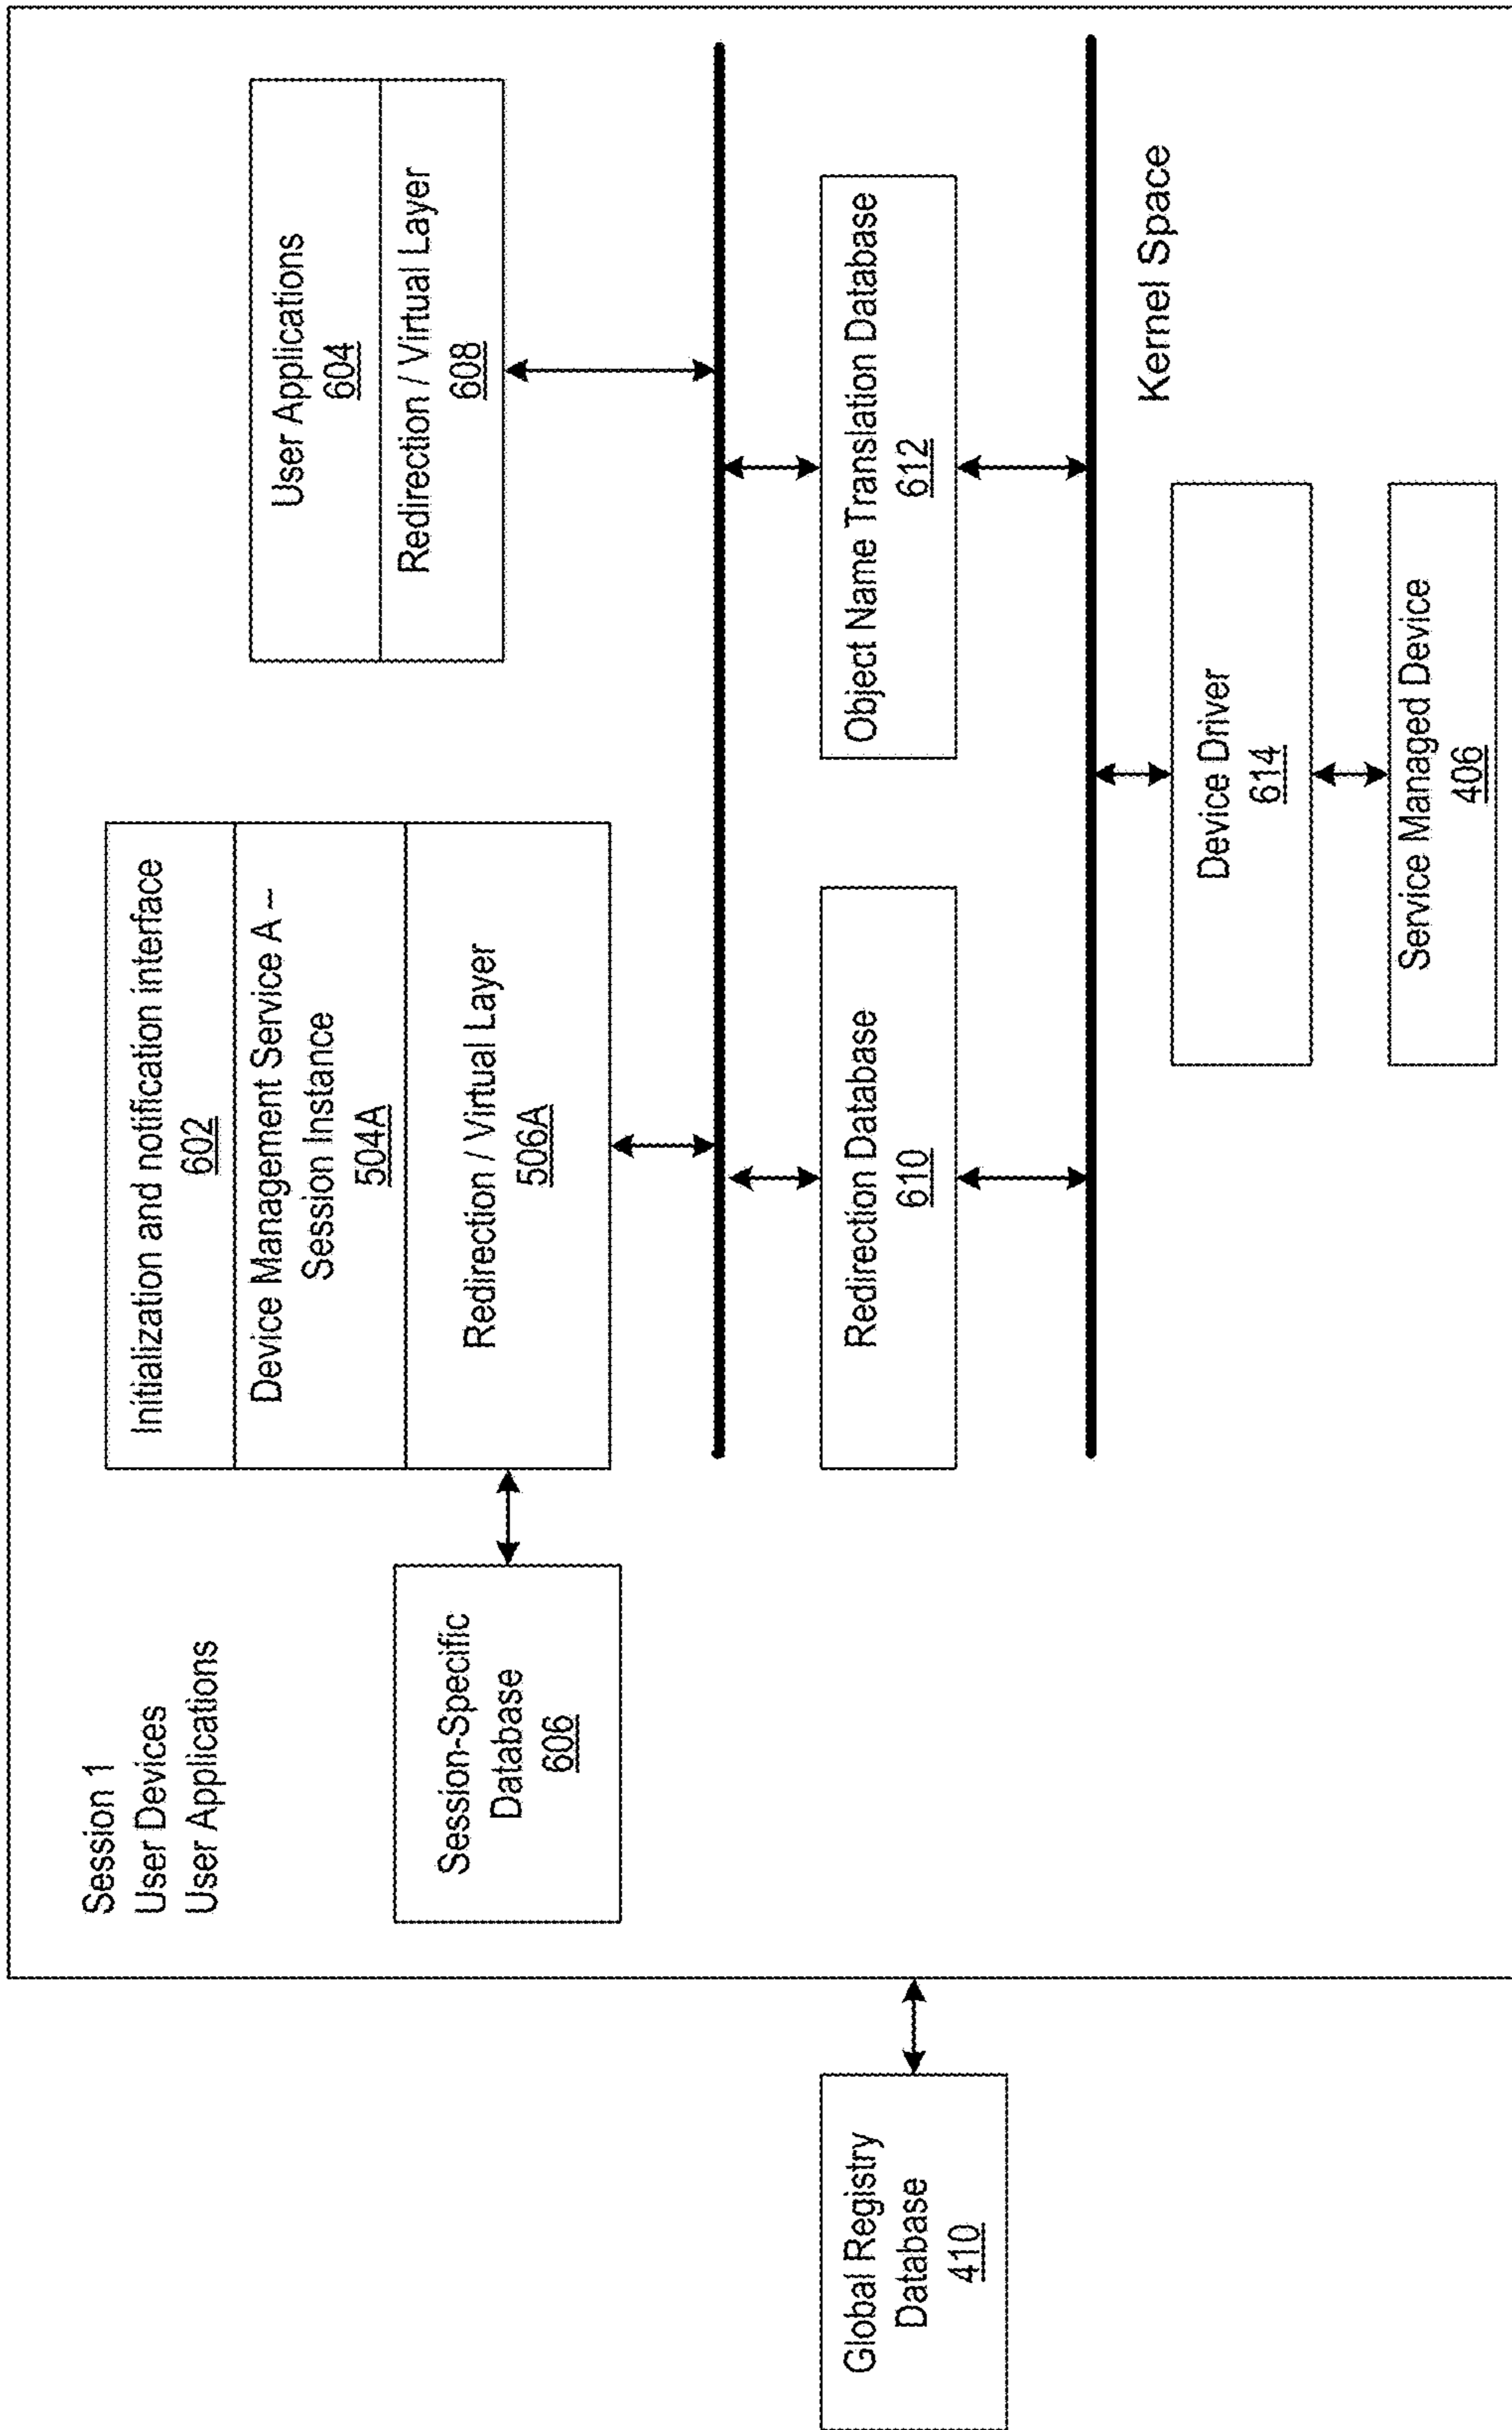 Session 1
User Devices
User Applications
Initialization and notification interface
602
Device Management Service A –
Session Instance
504A
Redirection / Virtual Layer
506A
User Applications
604
Redirection / Virtual Layer
608
Session-Specific
Database
606
Global Registry
Database
410
Redirection Database
610
Object Name Translation Database
612
Kernel Space
Device Driver
614
Service Managed Device
406